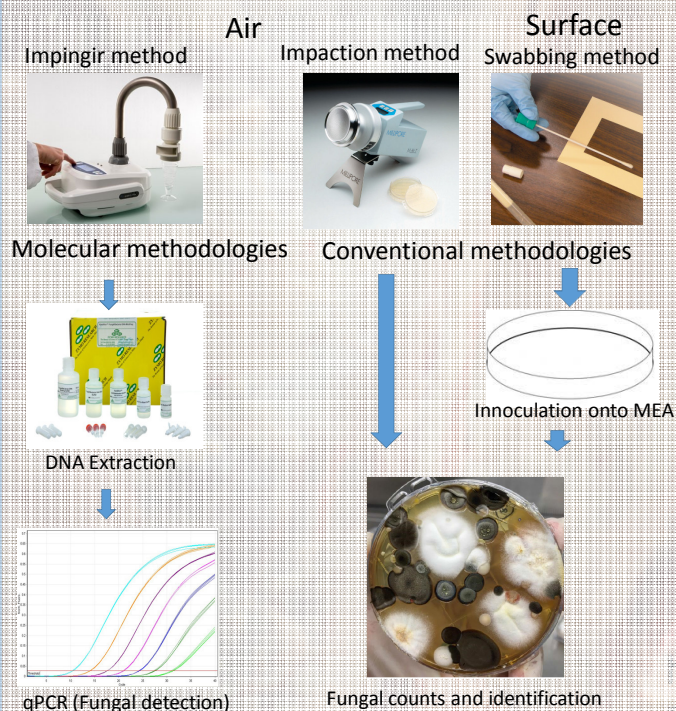 Air
Surface
Impingir method
Impaction method
Swabbing method
MILLIPORE
Molecular methodologies
Conventional methodologies
Innoculation onto MEA
DNA Extraction
qPCR (Fungal detection)
Fungal counts and identification